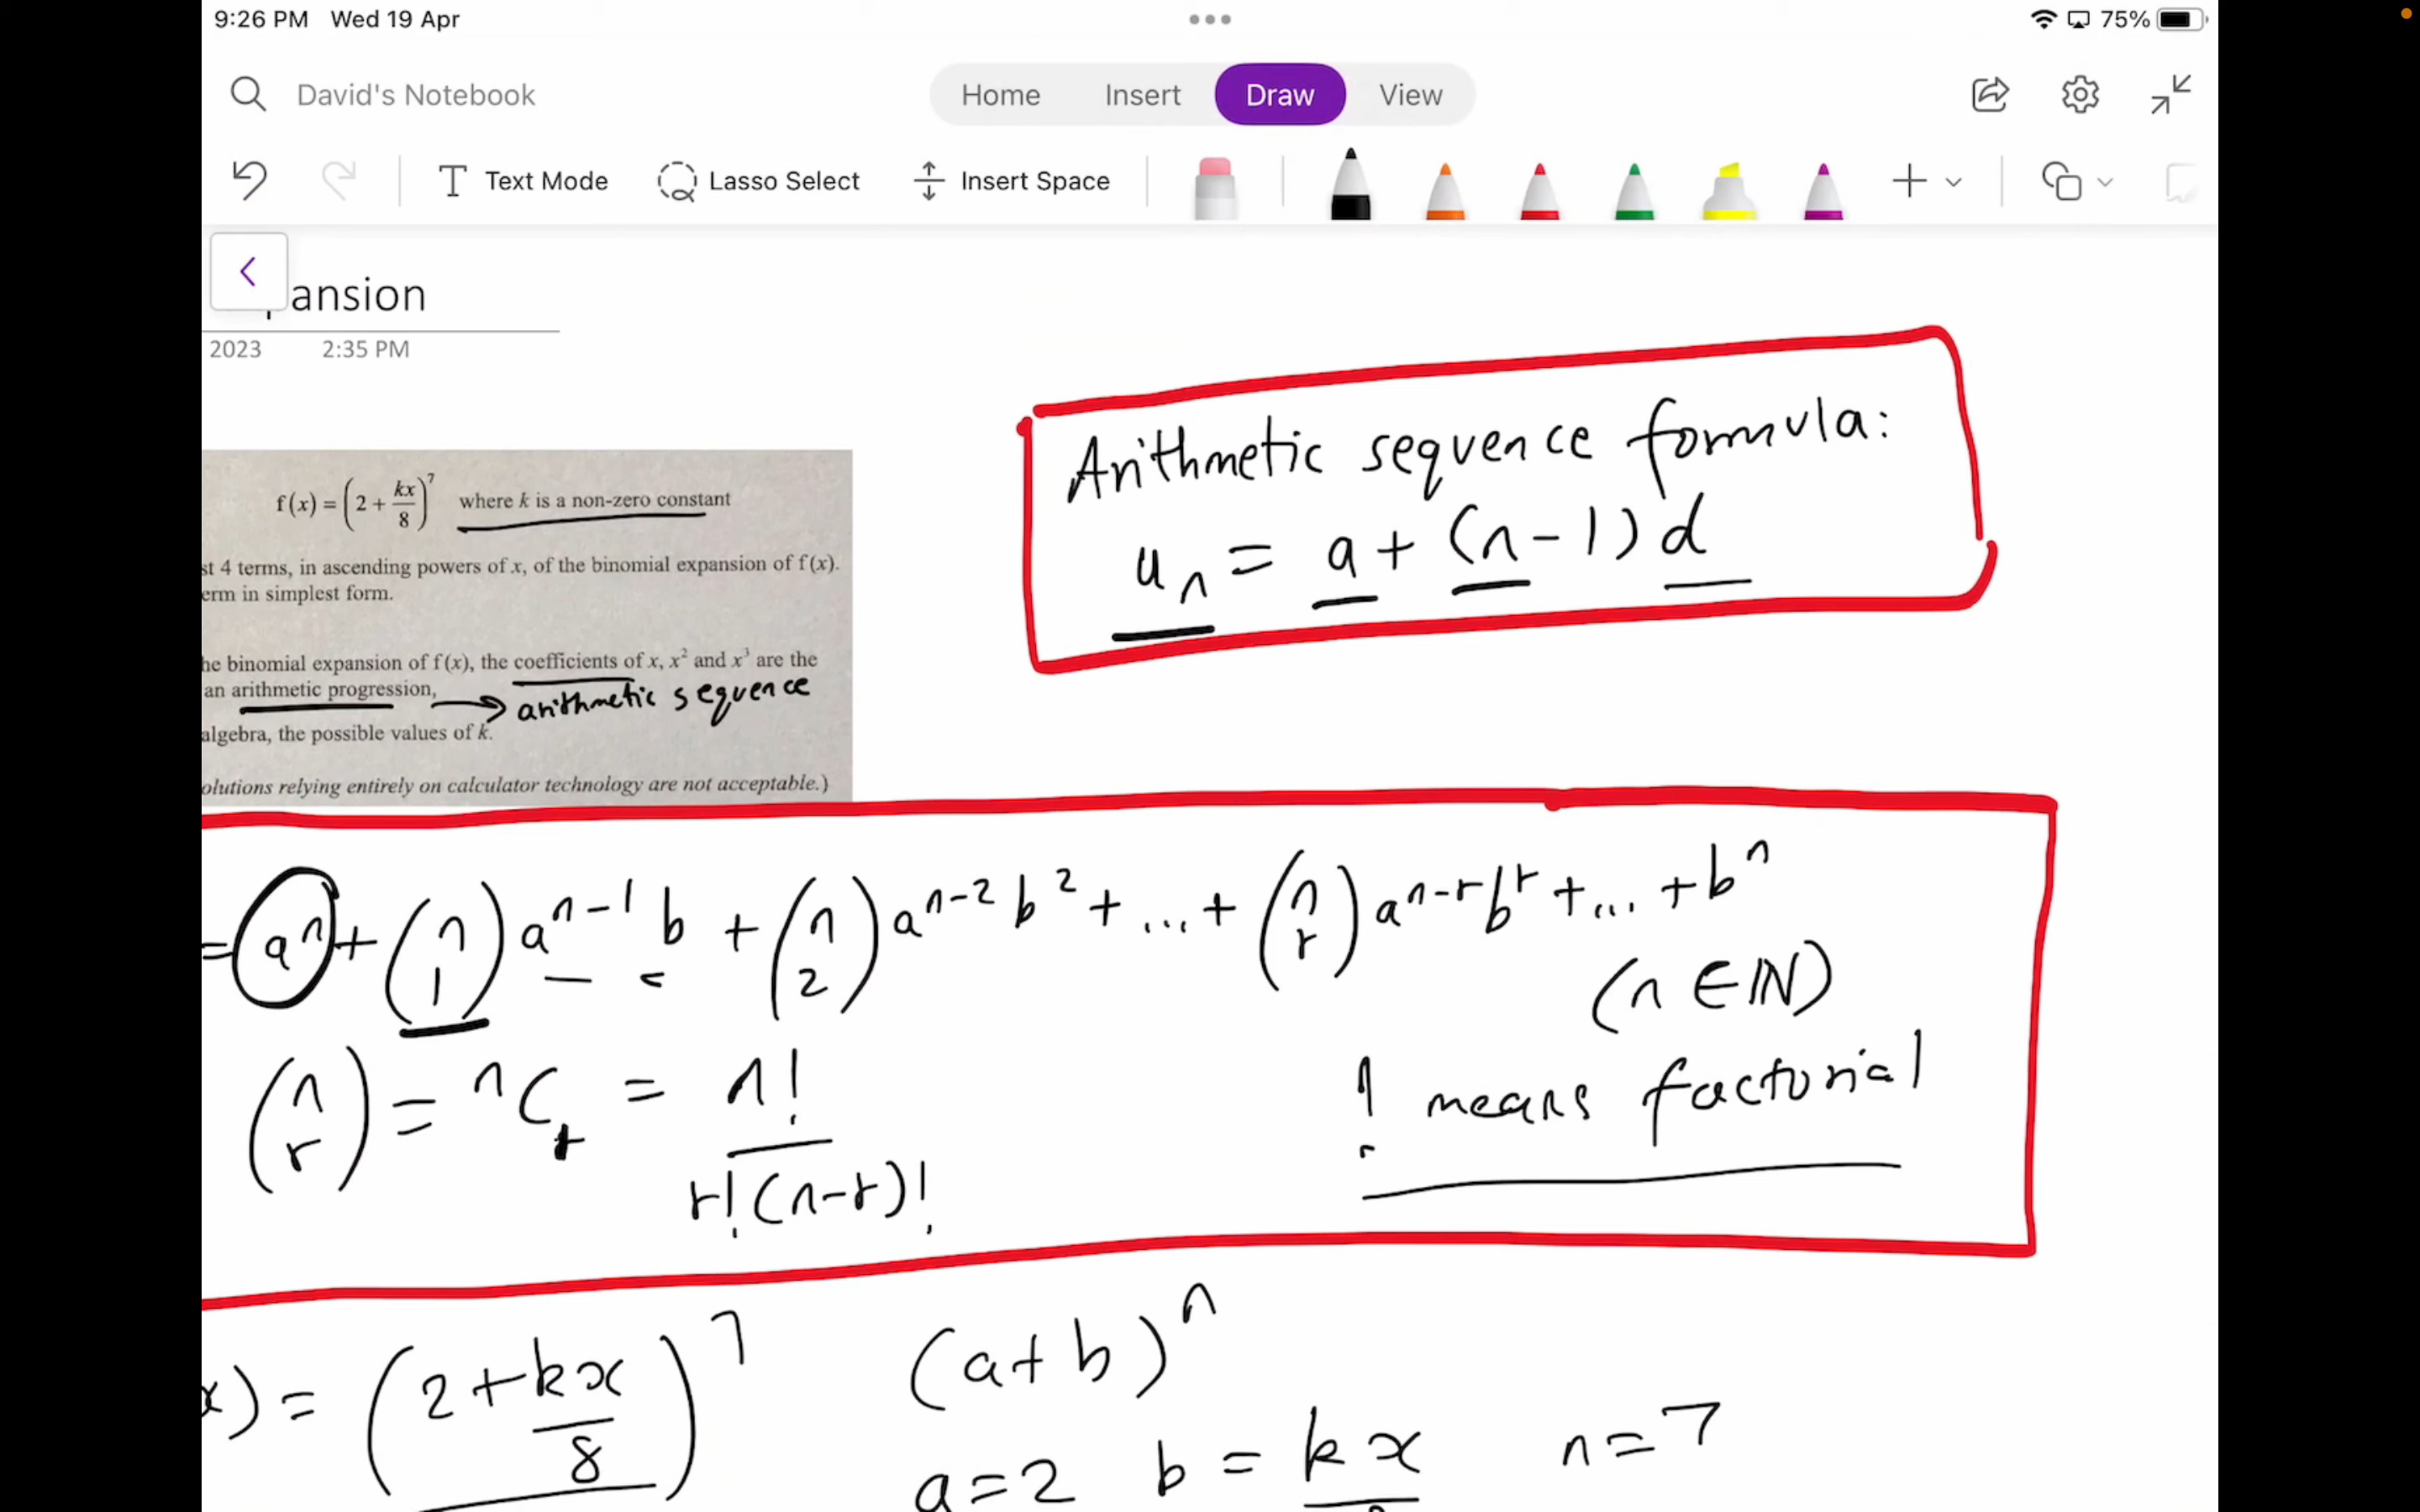 9:26 PM Wed 19 Apr
75%
David's Notebook
Home Insert Draw View
Text Mode Lasso Select Insert Space
pansion
2023 2:35 PM
Arithmetic sequence formula:
uₙ = a + (n-1)d
f(x) = (2 + kx/8)⁷ where k is a non-zero constant
st 4 terms, in ascending powers of x, of the binomial expansion of f(x).
erm in simplest form.
he binomial expansion of f(x), the coefficients of x, x² and x³ are the
an arithmetic progression, → arithmetic sequence
algebra, the possible values of k.
olutions relying entirely on calculator technology are not acceptable.)
= aⁿ + (n 1) aⁿ⁻¹ b + (n 2) aⁿ⁻² b² + ... + (n r) aⁿ⁻ʳ bʳ + ... + bⁿ
(n ∈ ℕ)
(n r) = ⁿCᵣ = n! / r!(n-r)!
! means factorial
x) = (2 + kx/8)⁷ (a+b)ⁿ
a=2 b = kx n=7